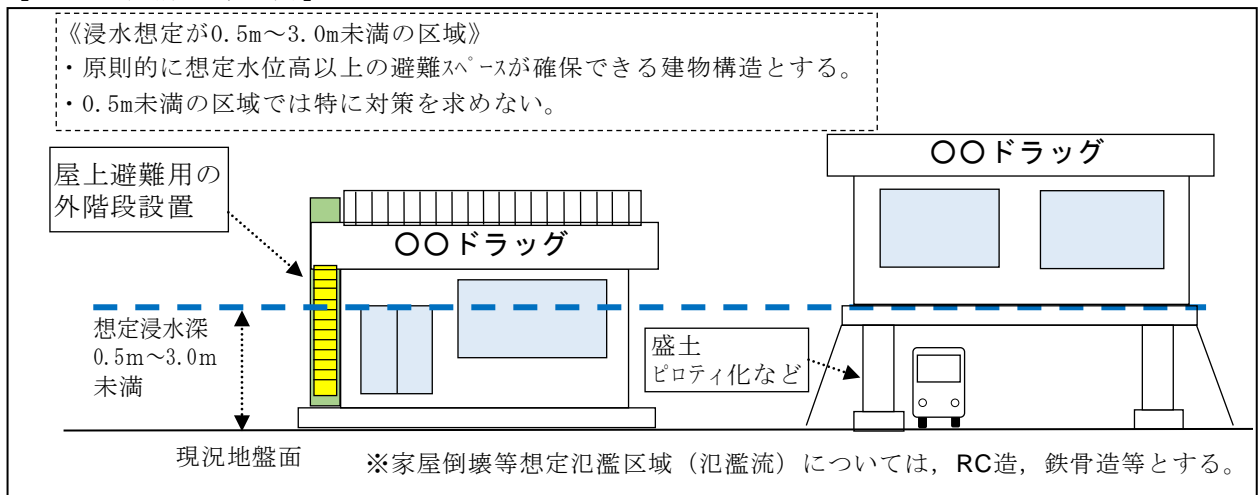 《浸水想定が0.5m～3.0m未満の区域》
・原則的に想定水位高以上の避難ｽﾍﾟｰｽが確保できる建物構造とする。
・0.5m未満の区域では特に対策を求めない。
屋上避難用の
外階段設置
〇〇ドラッグ
〇〇ドラッグ
想定浸水深
0.5m～3.0m
未満
盛土
ﾋﾟﾛﾃｨ化など
現況地盤面
※家屋倒壊等想定氾濫区域（氾濫流）については，RC造，鉄骨造等とする。